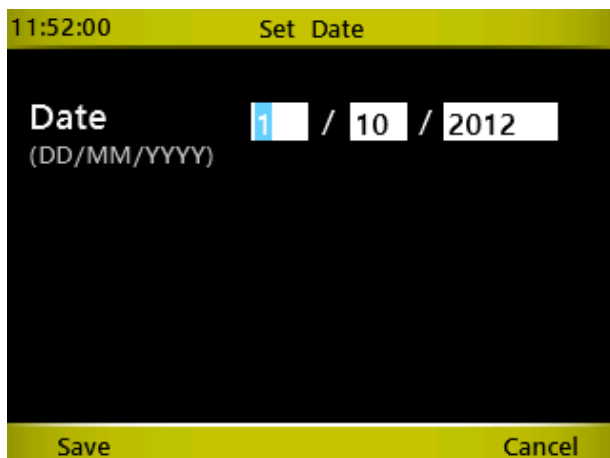 11:52:00 Set Date
Date 1 / 10 / 2012
(DD/MM/YYYY)
Save Cancel